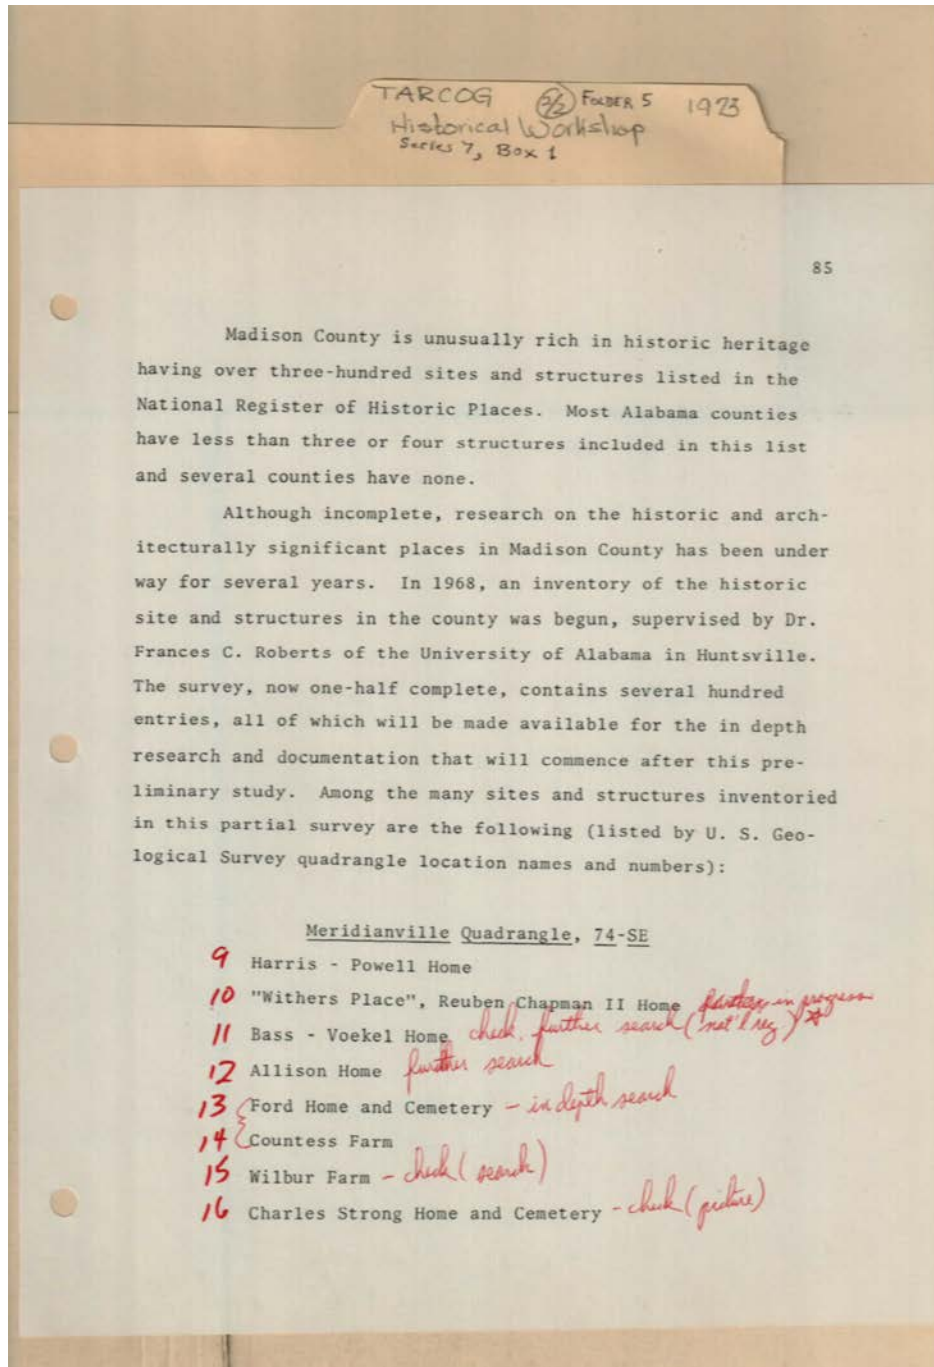 TARCOG 2/2 FOLDER 5 1973
Historical Workshop
Series 7, Box 1
85
Madison County is unusually rich in historic heritage
having over three-hundred sites and structures listed in the
National Register of Historic Places. Most Alabama counties
have less than three or four structures included in this list
and several counties have none.
Although incomplete, research on the historic and arch-
itecturally significant places in Madison County has been under
way for several years. In 1968, an inventory of the historic
site and structures in the county was begun, supervised by Dr.
Frances C. Roberts of the University of Alabama in Huntsville.
The survey, now one-half complete, contains several hundred
entries, all of which will be made available for the in depth
research and documentation that will commence after this pre-
liminary study. Among the many sites and structures inventoried
in this partial survey are the following (listed by U. S. Geo-
logical Survey quadrangle location names and numbers):
Meridianville Quadrangle, 74-SE
9 Harris - Powell Home
10 "Withers Place", Reuben Chapman II Home in progress
11 Bass - Voekel Home check, further search (nat'l reg.)
12 Allison Home further search
13 Ford Home and Cemetery - in depth search
14 Countess Farm
15 Wilbur Farm - check (search)
16 Charles Strong Home and Cemetery - check (picture)